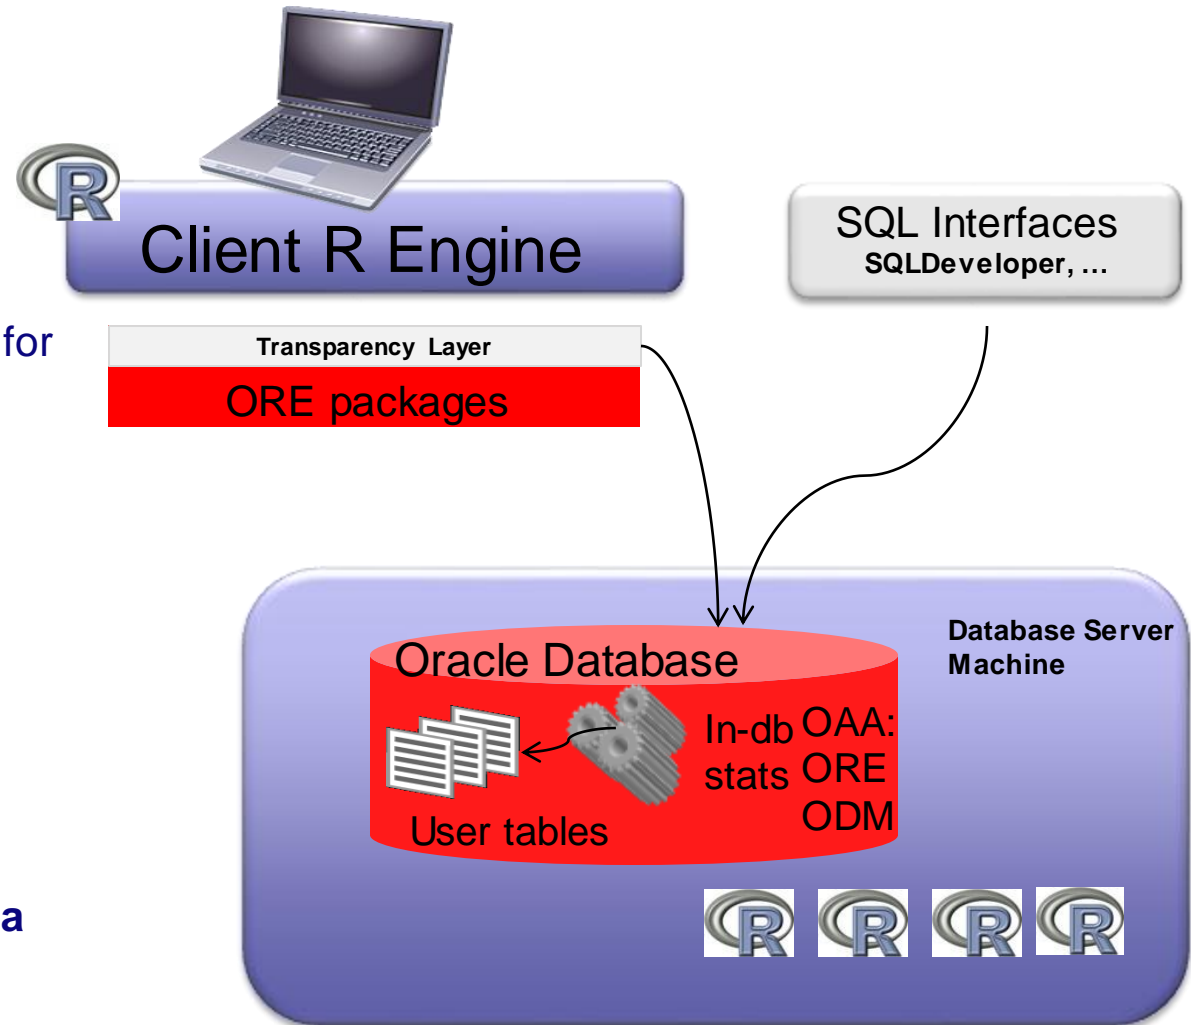 R
Client R Engine
SQL Interfaces
SQLDeveloper, ...
for
Transparency Layer
ORE packages
Database Server
Machine
Oracle Database
In-db
stats
OAA:
ORE
ODM
User tables
a
R R R R